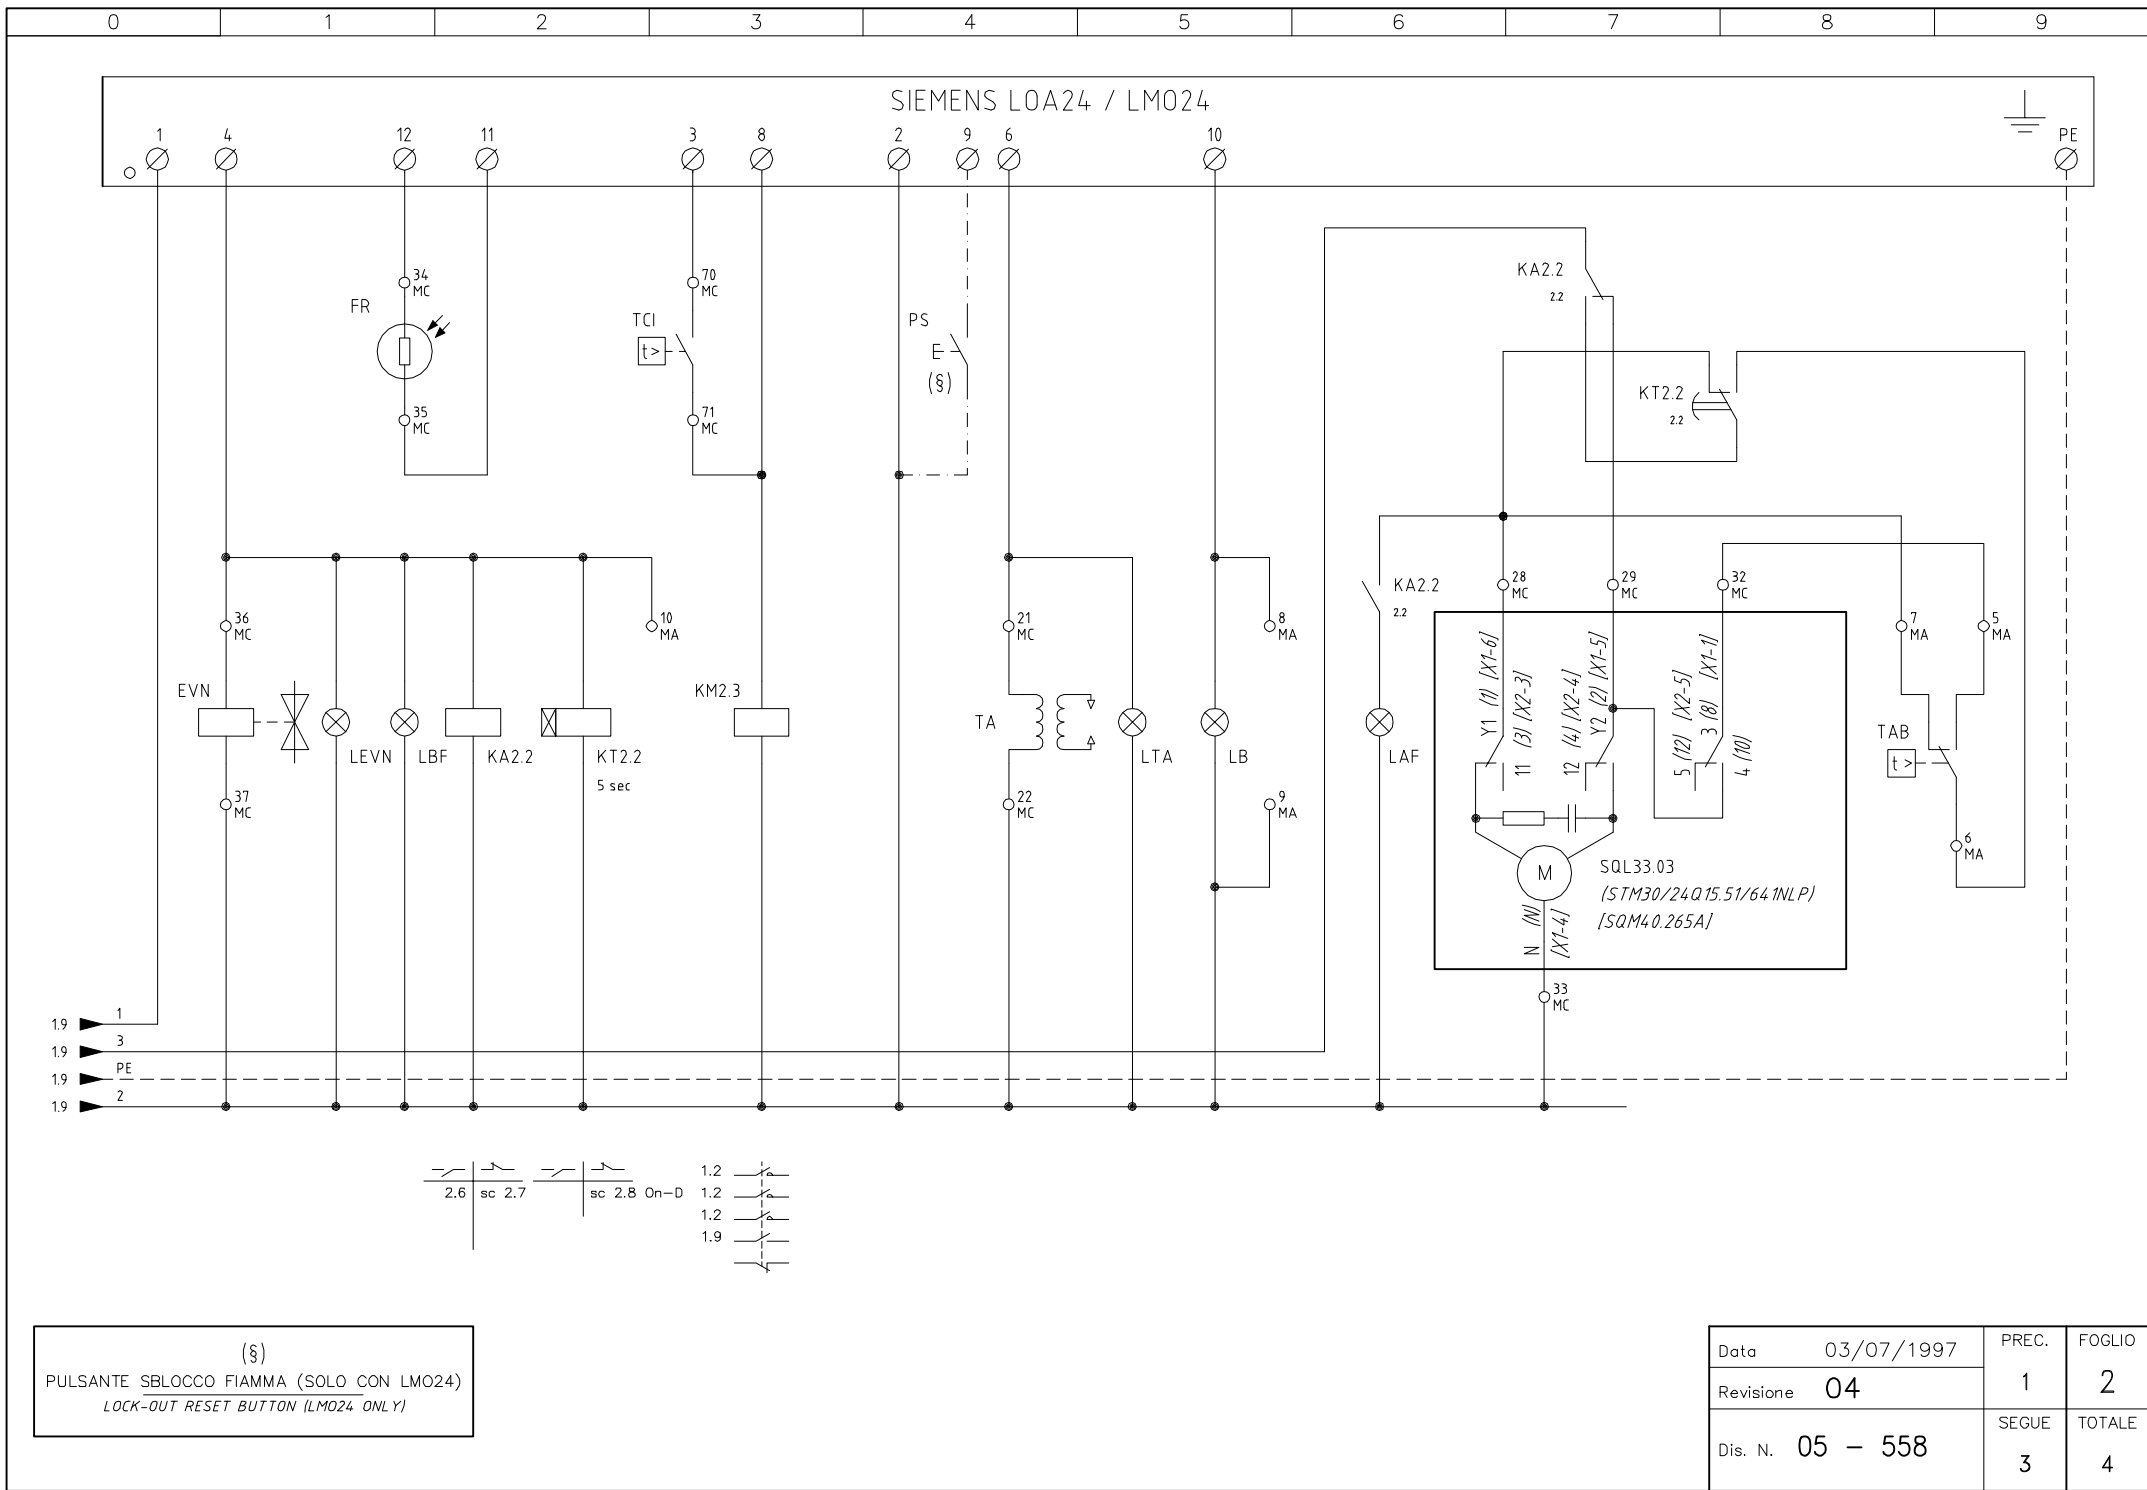 0 1 2 3 4 5 6 7 8 9
SIEMENS LOA24 / LMO24
1 4 12 11 3 8 2 9 6 10 PE
34
MC
FR
35
MC
70
MC
TCI
t>
71
MC
PS
E
(§)
KA2.2
2.2
KT2.2
2.2
36
MC
10
MA
21
MC
8
MA
KA2.2
2.2
28
MC
29
MC
32
MC
7
MA
5
MA
EVN
LEVN
LBF
KA2.2
KT2.2
5 sec
KM2.3
TA
LTA
LB
LAF
Y1 (1) [X1-6]
11 (3) [X2-3]
12 (4) [X2-4]
Y2 (2) [X1-5]
5 (12) [X2-5]
3 (8) [X1-1]
4 (10)
TAB
t>
37
MC
22
MC
9
MA
6
MA
M
SQL33.03
(STM30/24Q15.51/641NLP)
[SQM40.265A]
N (N)
[X1-4]
33
MC
1.9 1
1.9 3
1.9 PE
1.9 2
2.6 sc 2.7
sc 2.8 On-D
1.2
1.2
1.2
1.9
(§)
PULSANTE SBLOCCO FIAMMA (SOLO CON LMO24)
LOCK-OUT RESET BUTTON (LMO24 ONLY)
Data 03/07/1997
Revisione 04
Dis. N. 05 - 558
PREC.
1
FOGLIO
2
SEGUE
3
TOTALE
4